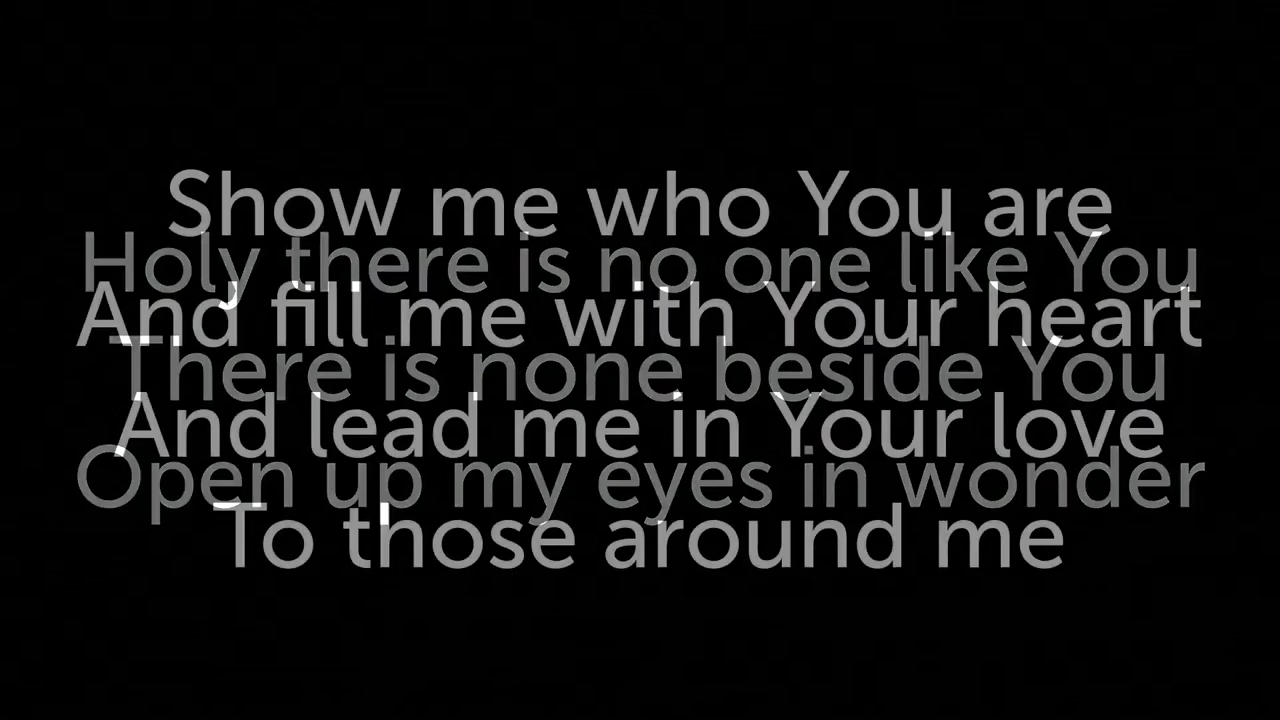 Show me who You are
Holy there is no one like You
And fill me with Your heart
There is none beside You
And lead me in Your love
Open up my eyes in wonder
To those around me